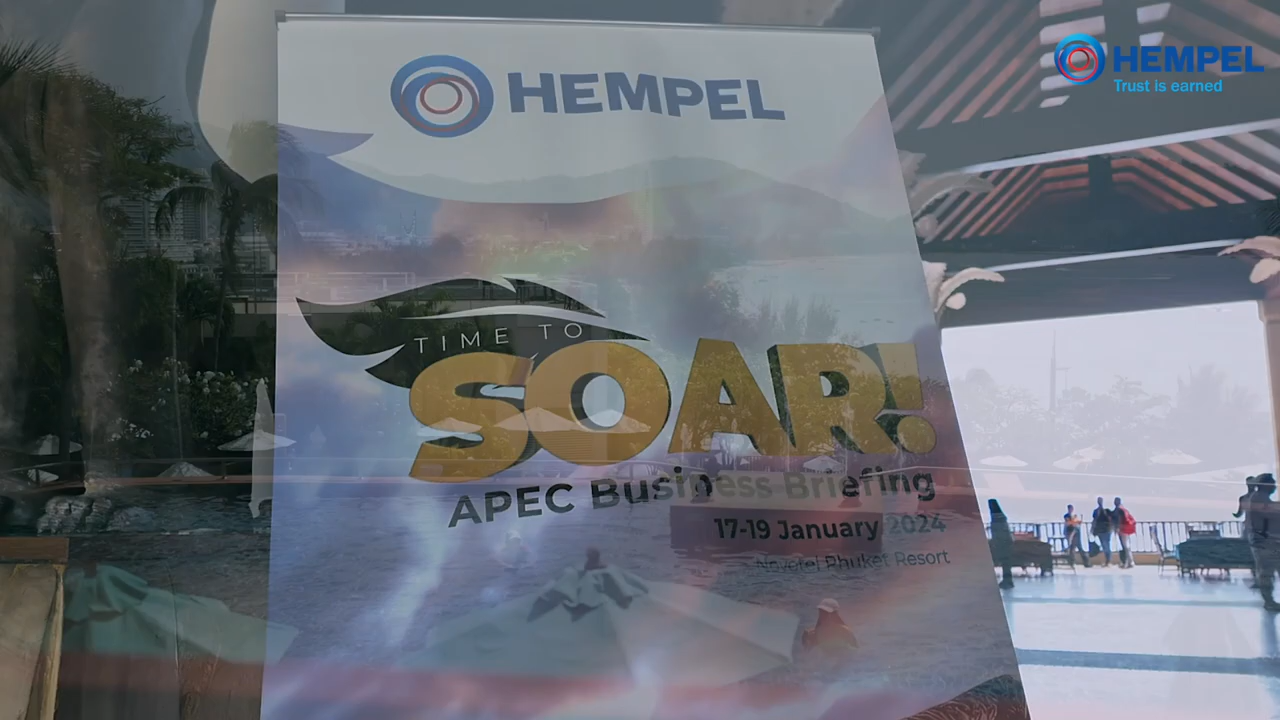 HEMPEL
HEMPEL
Trust is earned
TIME TO
SOAR!
APEC Business Briefing
17-19 January 2024
Novotel Phuket Resort